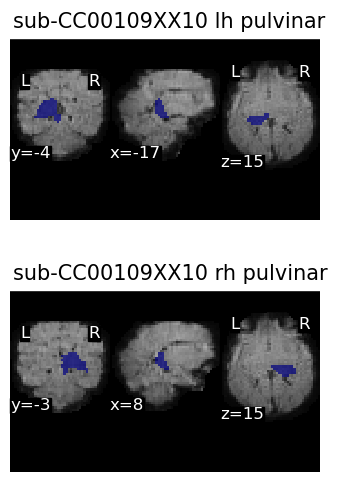 sub-CC00109XX10 lh pulvinar
L R L R
y=-4 x=-17 z=15
sub-CC00109XX10 rh pulvinar
L R L R
y=-3 x=8 z=15